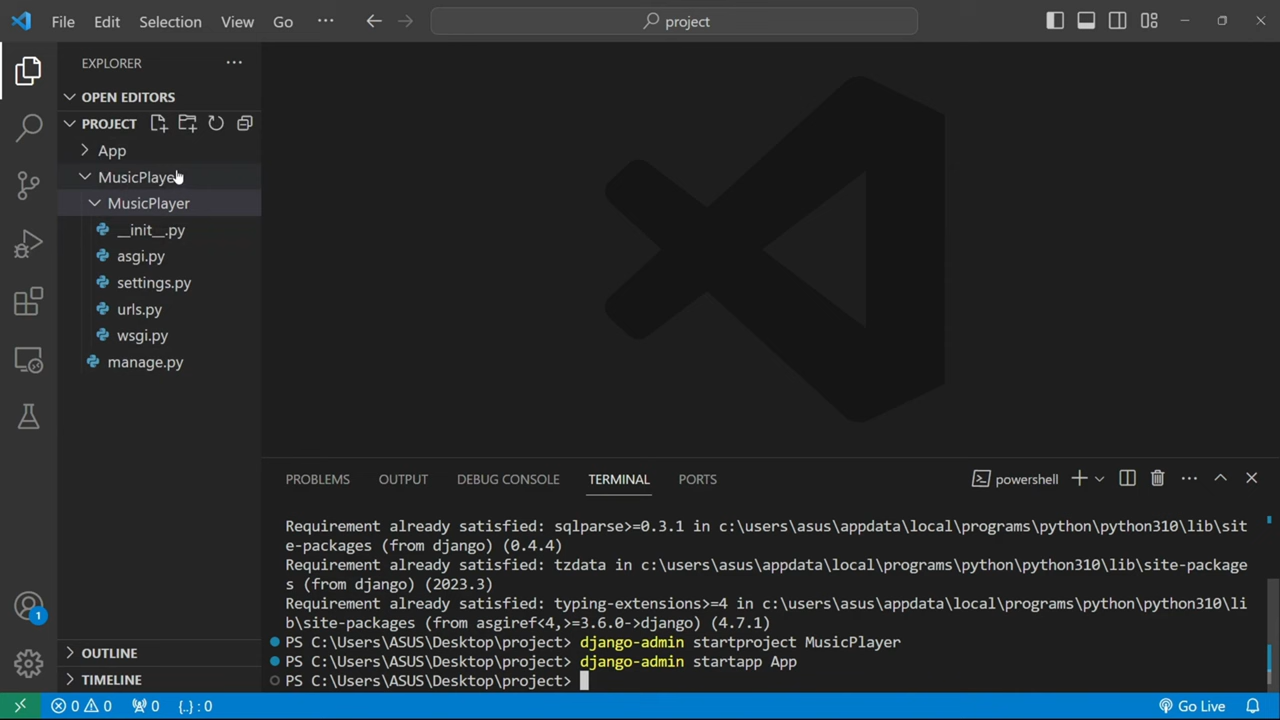 File Edit Selection View Go ··· project
EXPLORER ···
OPEN EDITORS
PROJECT
App
MusicPlayer
MusicPlayer
__init__.py
asgi.py
settings.py
urls.py
wsgi.py
manage.py
OUTLINE
TIMELINE
1
PROBLEMS OUTPUT DEBUG CONSOLE TERMINAL PORTS powershell
Requirement already satisfied: sqlparse>=0.3.1 in c:\users\asus\appdata\local\programs\python\python310\lib\sit
e-packages (from django) (0.4.4)
Requirement already satisfied: tzdata in c:\users\asus\appdata\local\programs\python\python310\lib\site-package
s (from django) (2023.3)
Requirement already satisfied: typing-extensions>=4 in c:\users\asus\appdata\local\programs\python\python310\li
b\site-packages (from asgiref<4,>=3.6.0->django) (4.7.1)
PS C:\Users\ASUS\Desktop\project> django-admin startproject MusicPlayer
PS C:\Users\ASUS\Desktop\project> django-admin startapp App
PS C:\Users\ASUS\Desktop\project>
0 0 0 {..} : 0 Go Live